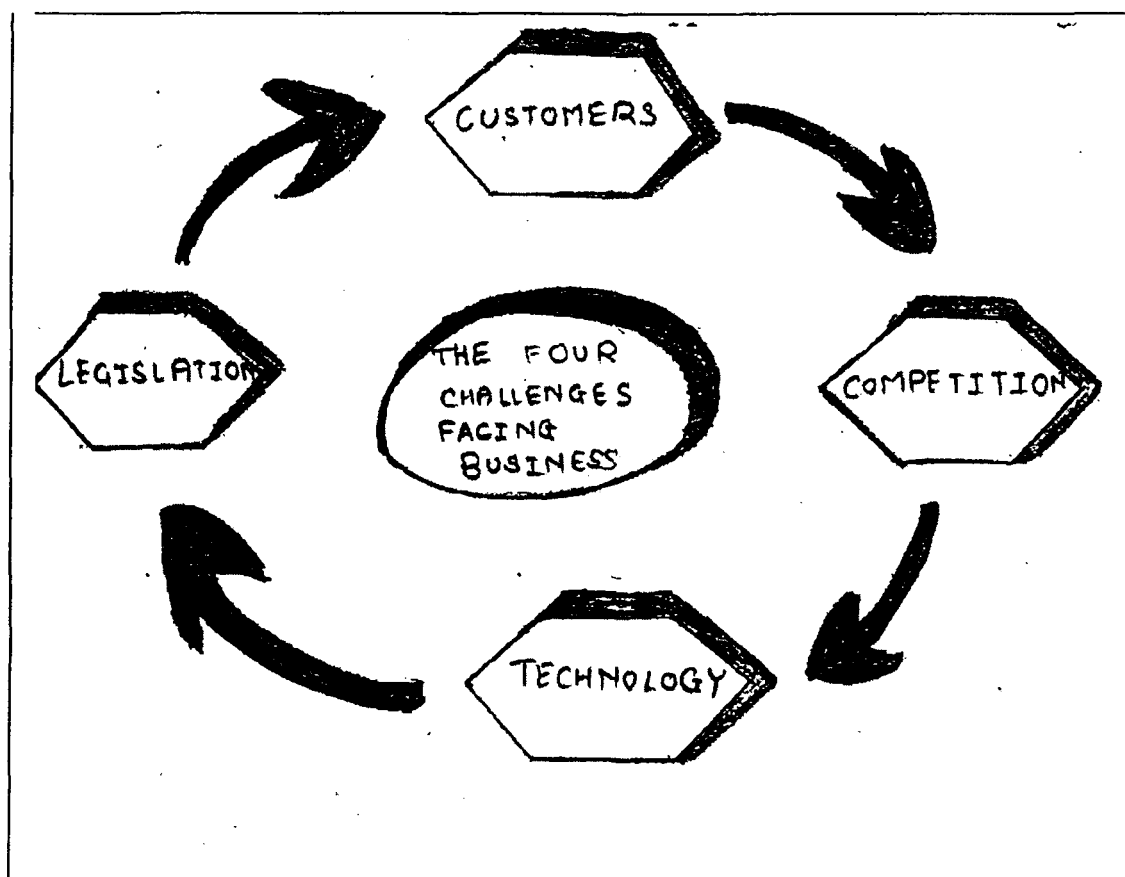 CUSTOMERS
LEGISLATION
THE FOUR
CHALLENGES
FACING
BUSINESS
COMPETITION
TECHNOLOGY